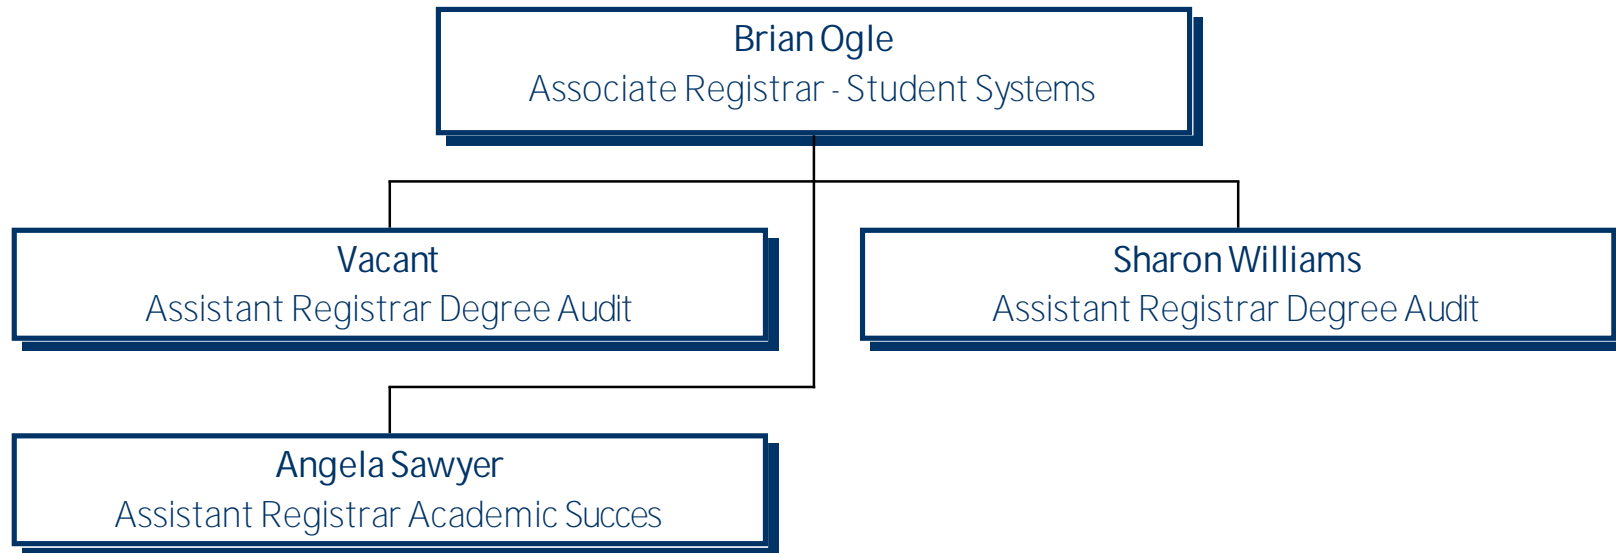 Brian Ogle
Associate Registrar - Student Systems
Vacant
Assistant Registrar Degree Audit
Sharon Williams
Assistant Registrar Degree Audit
Angela Sawyer
Assistant Registrar Academic Succes